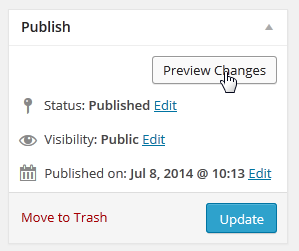 Publish
Preview Changes
Status: Published Edit
Visibility: Public Edit
Published on: Jul 8, 2014 @ 10:13 Edit
Move to Trash
Update